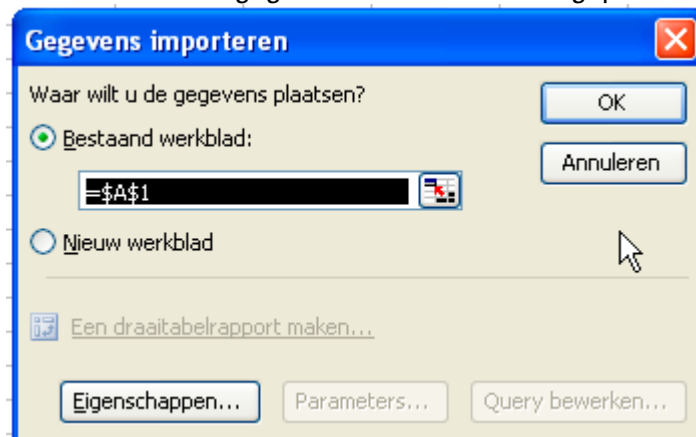 Gegevens importeren
Waar wilt u de gegevens plaatsen?
OK
Bestaand werkblad:
Annuleren
=$A$1
Nieuw werkblad
Een draaitabelrapport maken...
Eigenschappen... Parameters... Query bewerken...